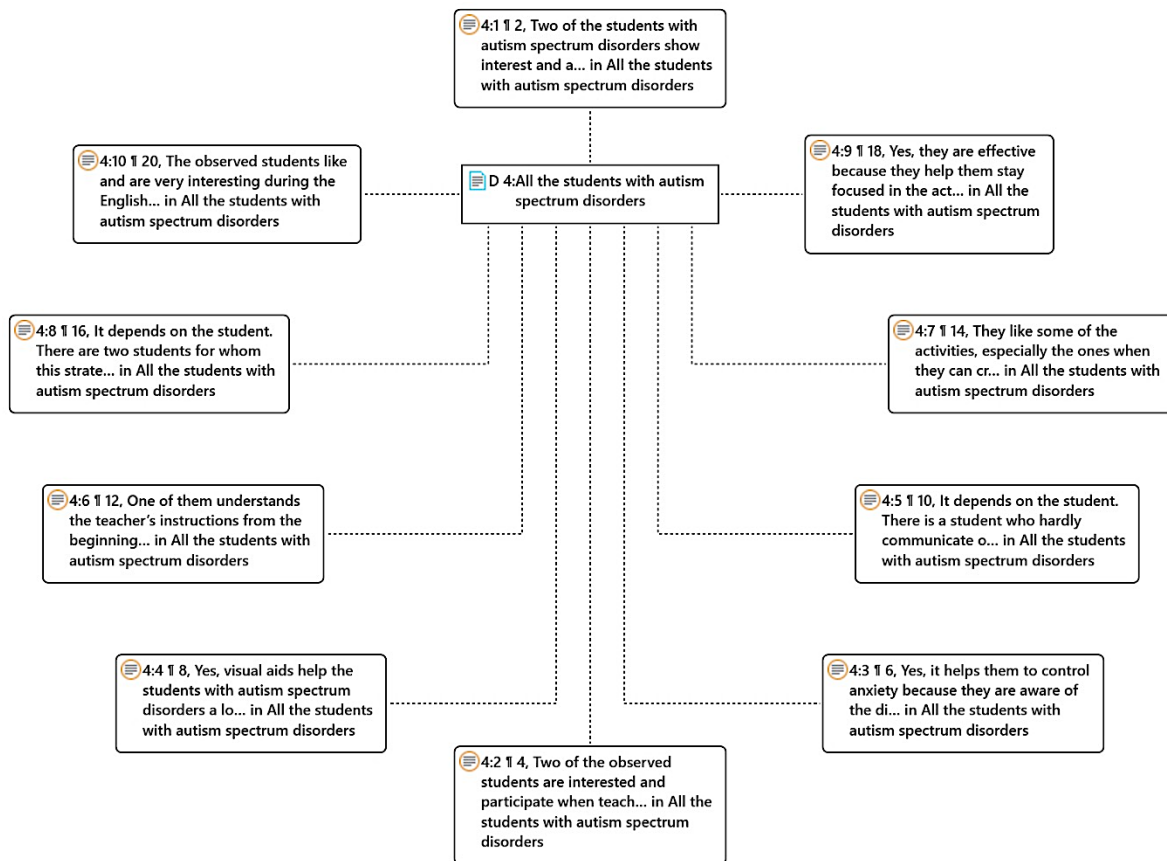 4:1 ¶ 2, Two of the students with
autism spectrum disorders show
interest and a... in All the students
with autism spectrum disorders
4:10 ¶ 20, The observed students like
and are very interesting during the
English... in All the students with
autism spectrum disorders
D 4:All the students with autism
spectrum disorders
4:9 ¶ 18, Yes, they are effective
because they help them stay
focused in the act... in All the
students with autism spectrum
disorders
4:8 ¶ 16, It depends on the student.
There are two students for whom
this strate... in All the students with
autism spectrum disorders
4:7 ¶ 14, They like some of the
activities, especially the ones when
they can cr... in All the students with
autism spectrum disorders
4:6 ¶ 12, One of them understands
the teacher’s instructions from the
beginning... in All the students with
autism spectrum disorders
4:5 ¶ 10, It depends on the student.
There is a student who hardly
communicate o... in All the students
with autism spectrum disorders
4:4 ¶ 8, Yes, visual aids help the
students with autism spectrum
disorders a lo... in All the students
with autism spectrum disorders
4:3 ¶ 6, Yes, it helps them to control
anxiety because they are aware of
the di... in All the students with
autism spectrum disorders
4:2 ¶ 4, Two of the observed
students are interested and
participate when teach... in All the
students with autism spectrum
disorders